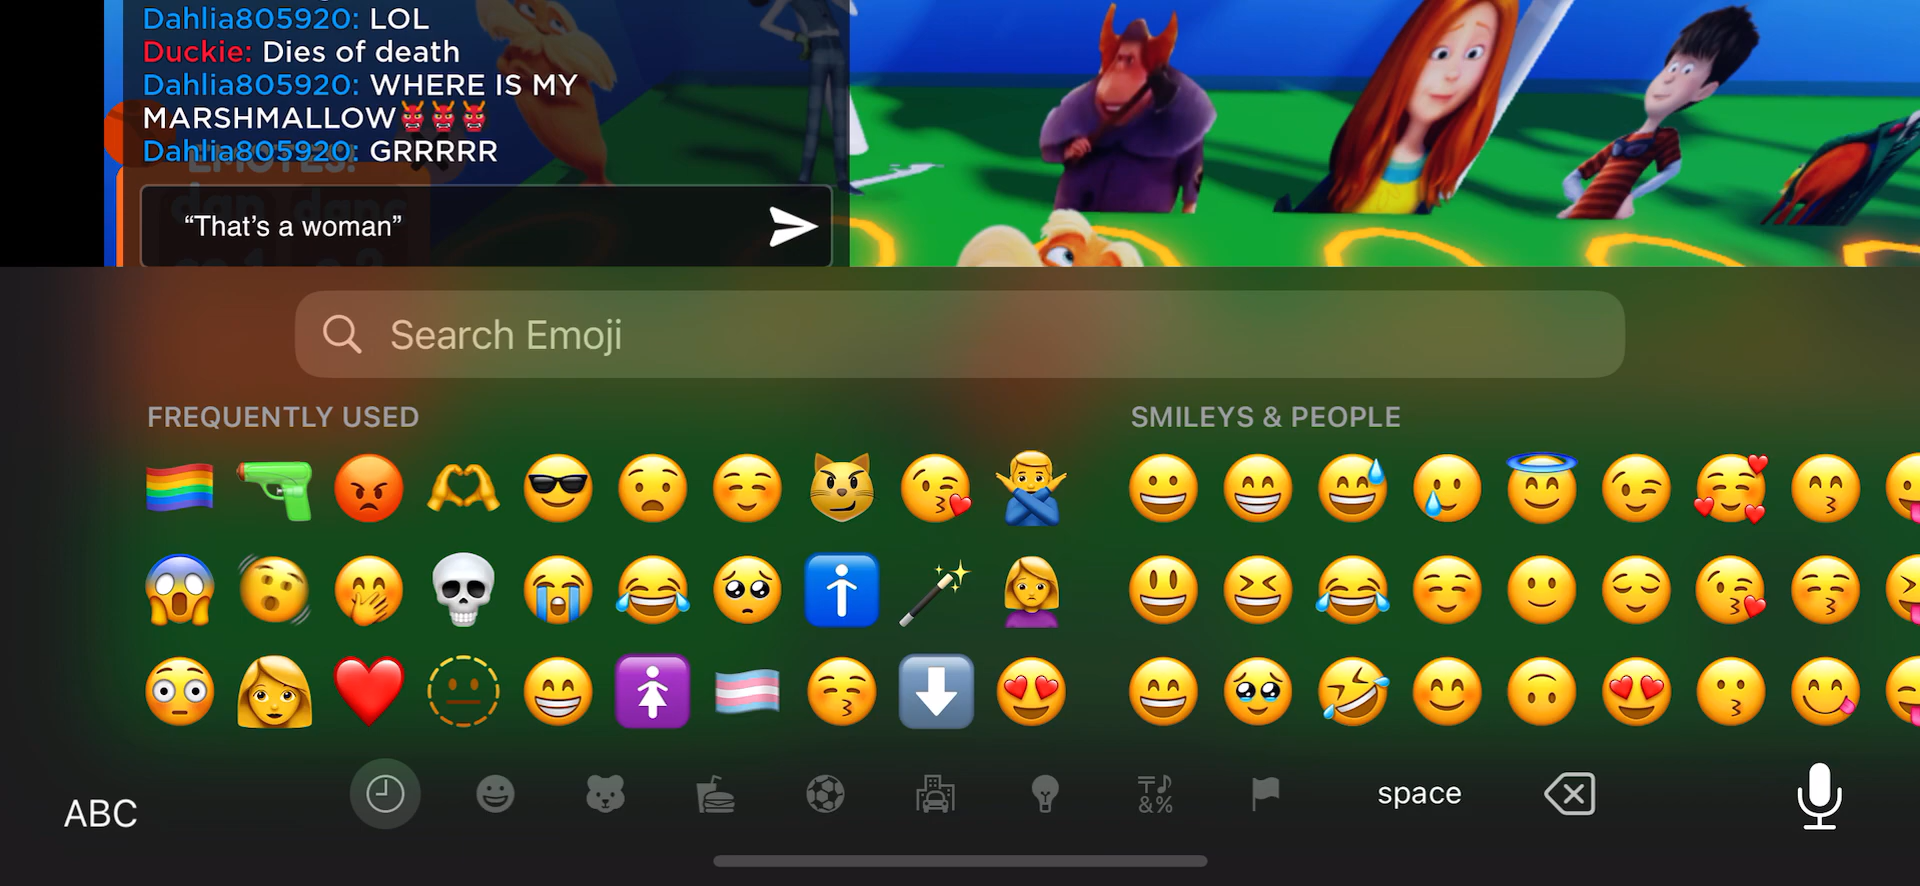 Dahlia805920: LOL
Duckie: Dies of death
Dahlia805920: WHERE IS MY
MARSHMALLOW👹👹👹
Dahlia805920: GRRRRR
EMOTES:
“That’s a woman”
Search Emoji
FREQUENTLY USED
SMILEYS & PEOPLE
ABC
&%
space